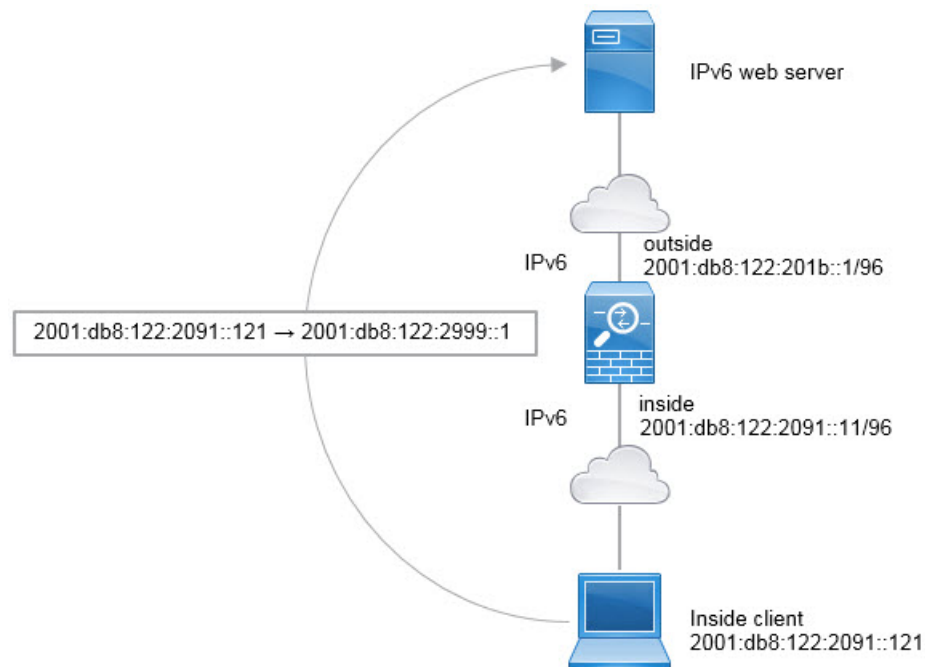 IPv6 web server
outside
IPv6
2001:db8:122:201b::1/96
2001:db8:122:2091::121 → 2001:db8:122:2999::1
inside
IPv6
2001:db8:122:2091::11/96
Inside client
2001:db8:122:2091::121